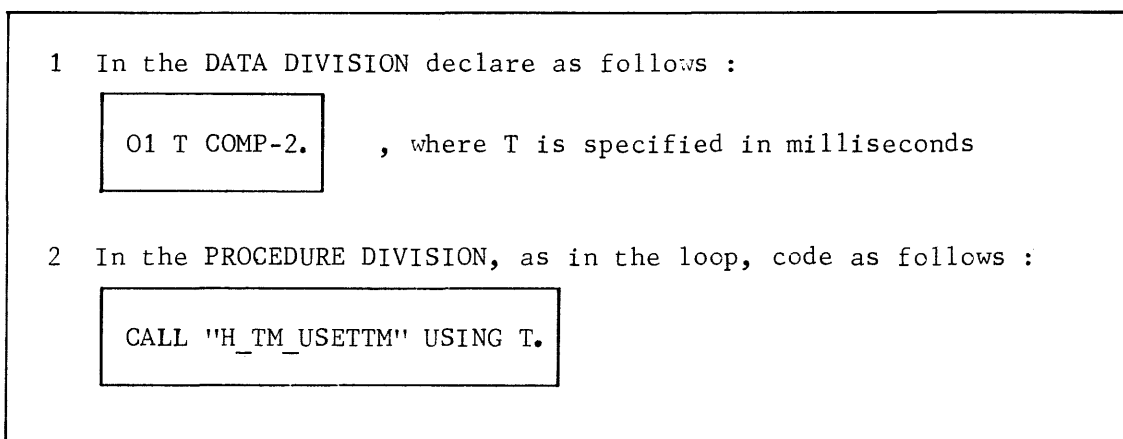 1 In the DATA DIVISION declare as follows :
01 T COMP-2. , where T is specified in milliseconds
2 In the PROCEDURE DIVISION, as in the loop, code as follows :
CALL "H_TM_USETTM" USING T.